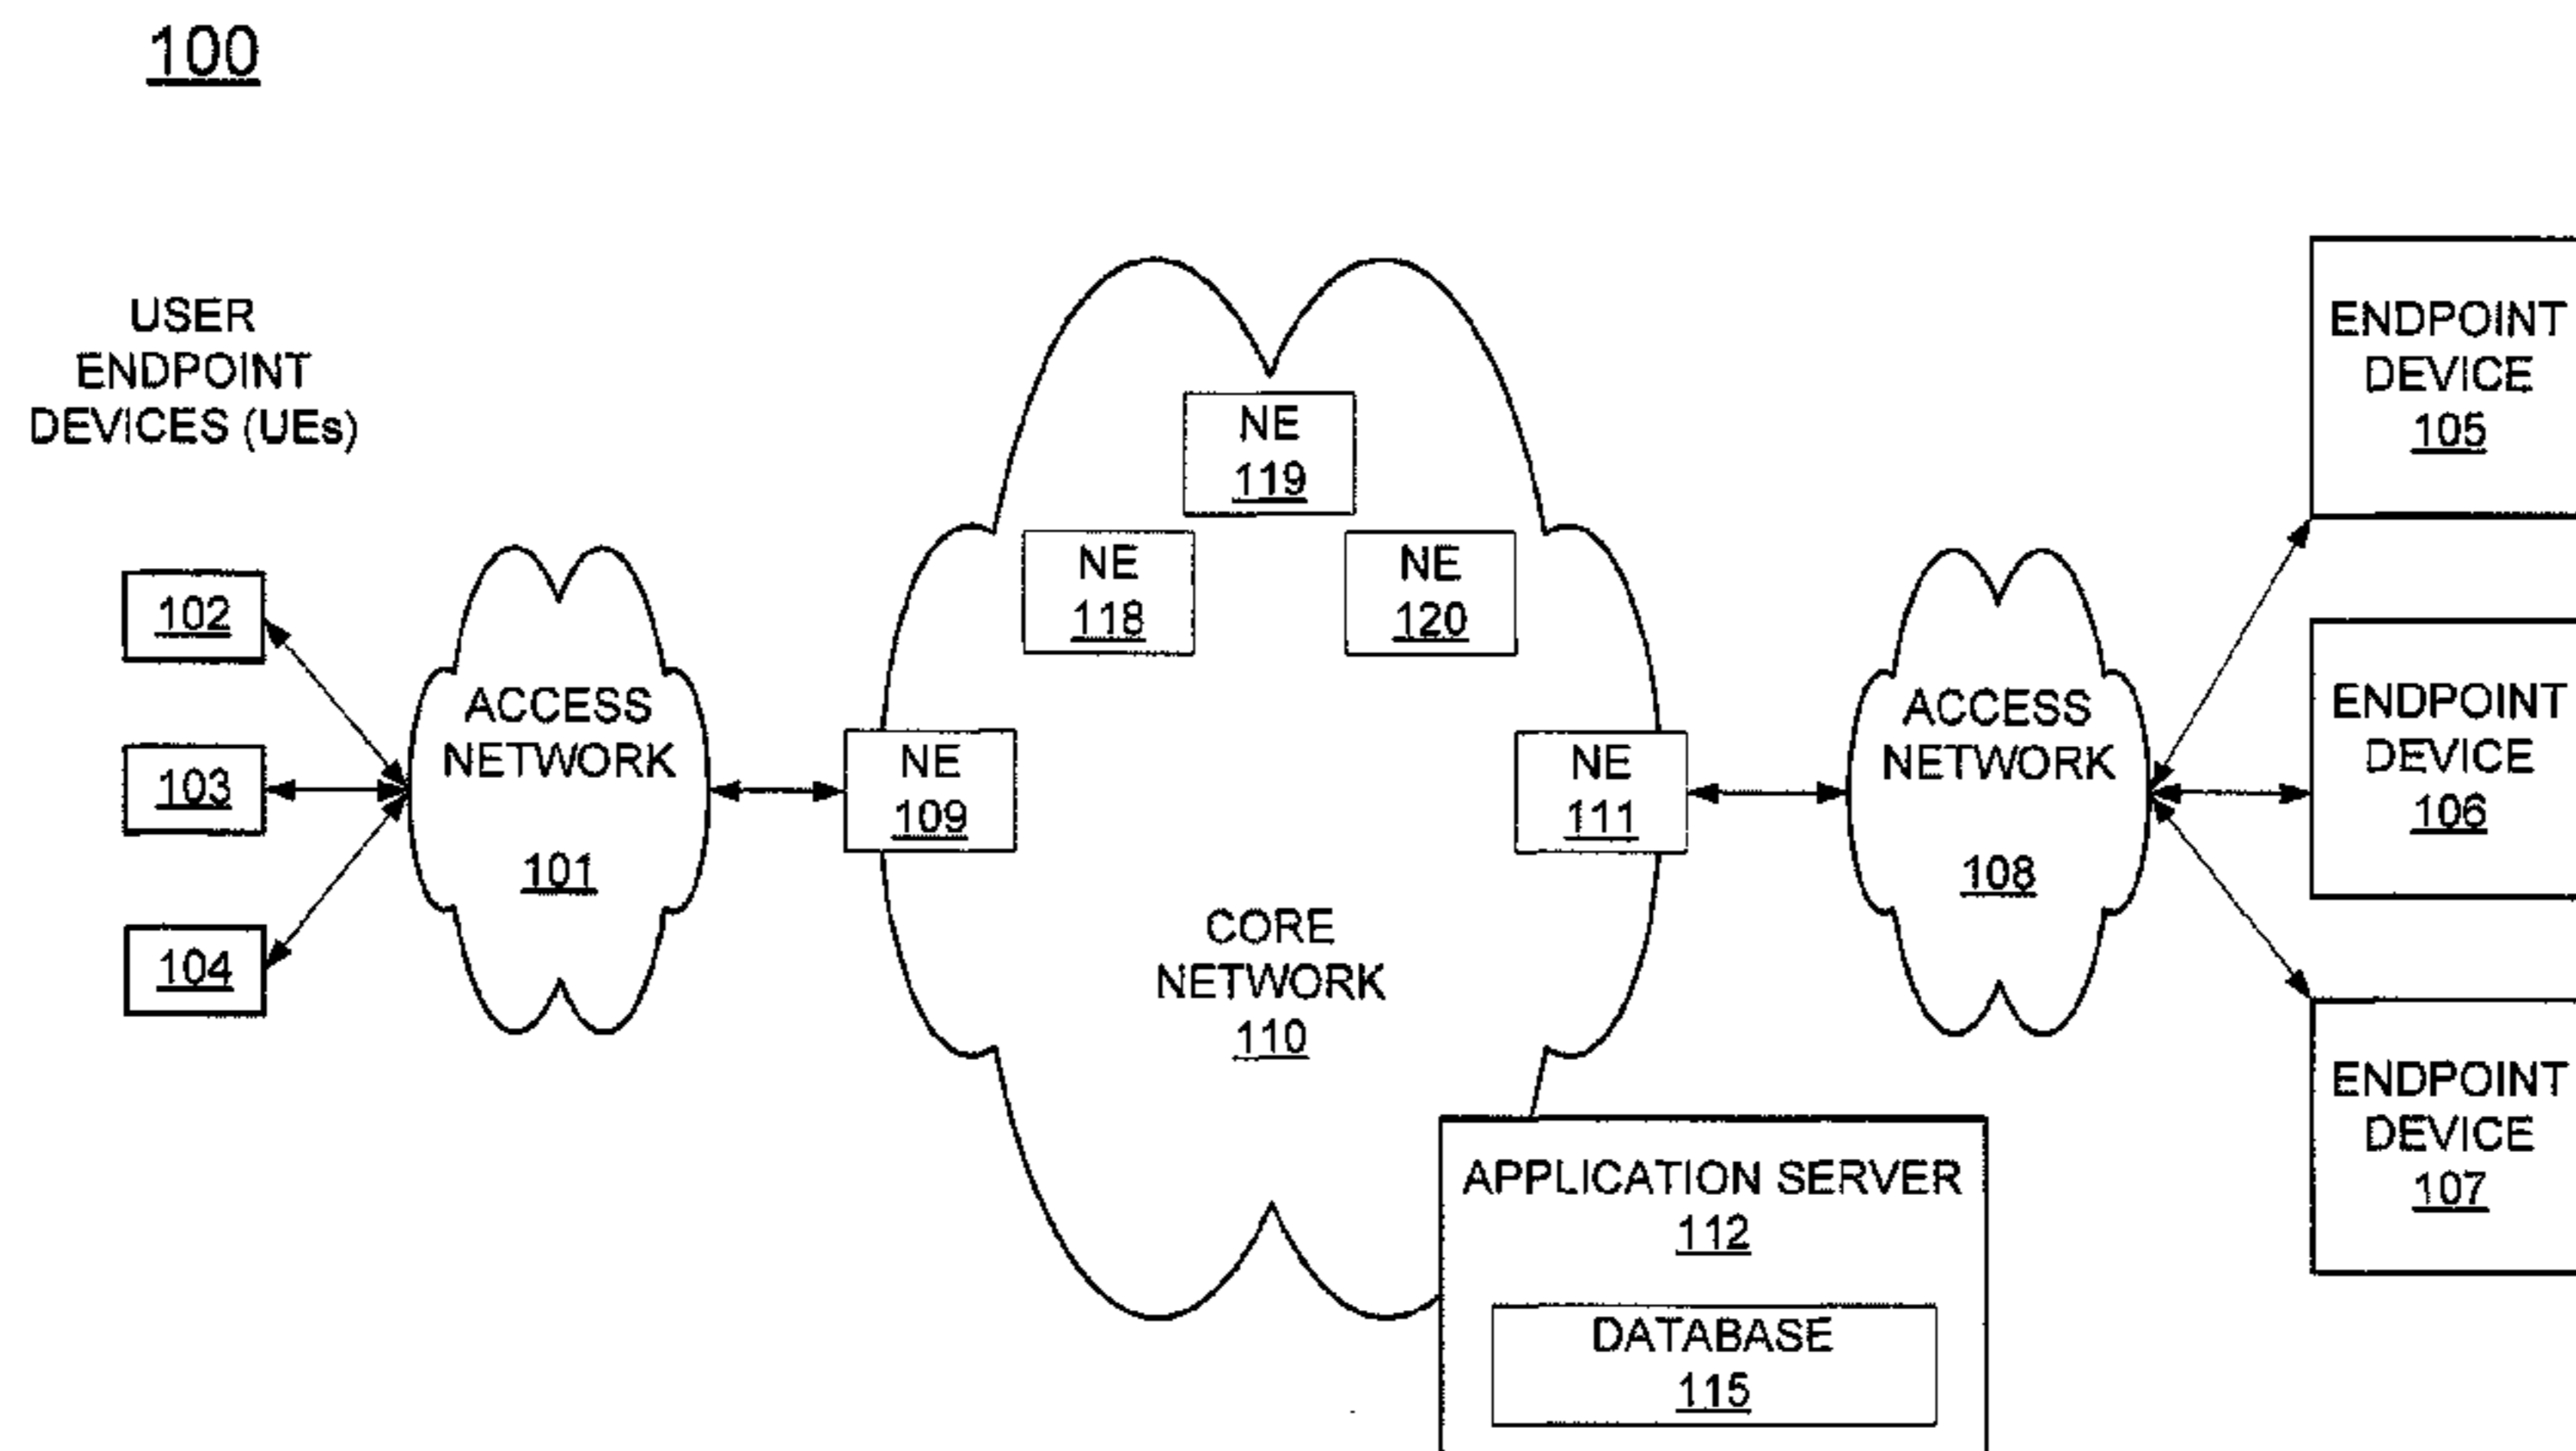 100
USER
ENDPOINT
DEVICES (UEs)
102
103
104
ACCESS
NETWORK
101
NE
119
NE
118
NE
120
NE
109
NE
111
CORE
NETWORK
110
APPLICATION SERVER
112
DATABASE
115
ACCESS
NETWORK
108
ENDPOINT
DEVICE
105
ENDPOINT
DEVICE
106
ENDPOINT
DEVICE
107